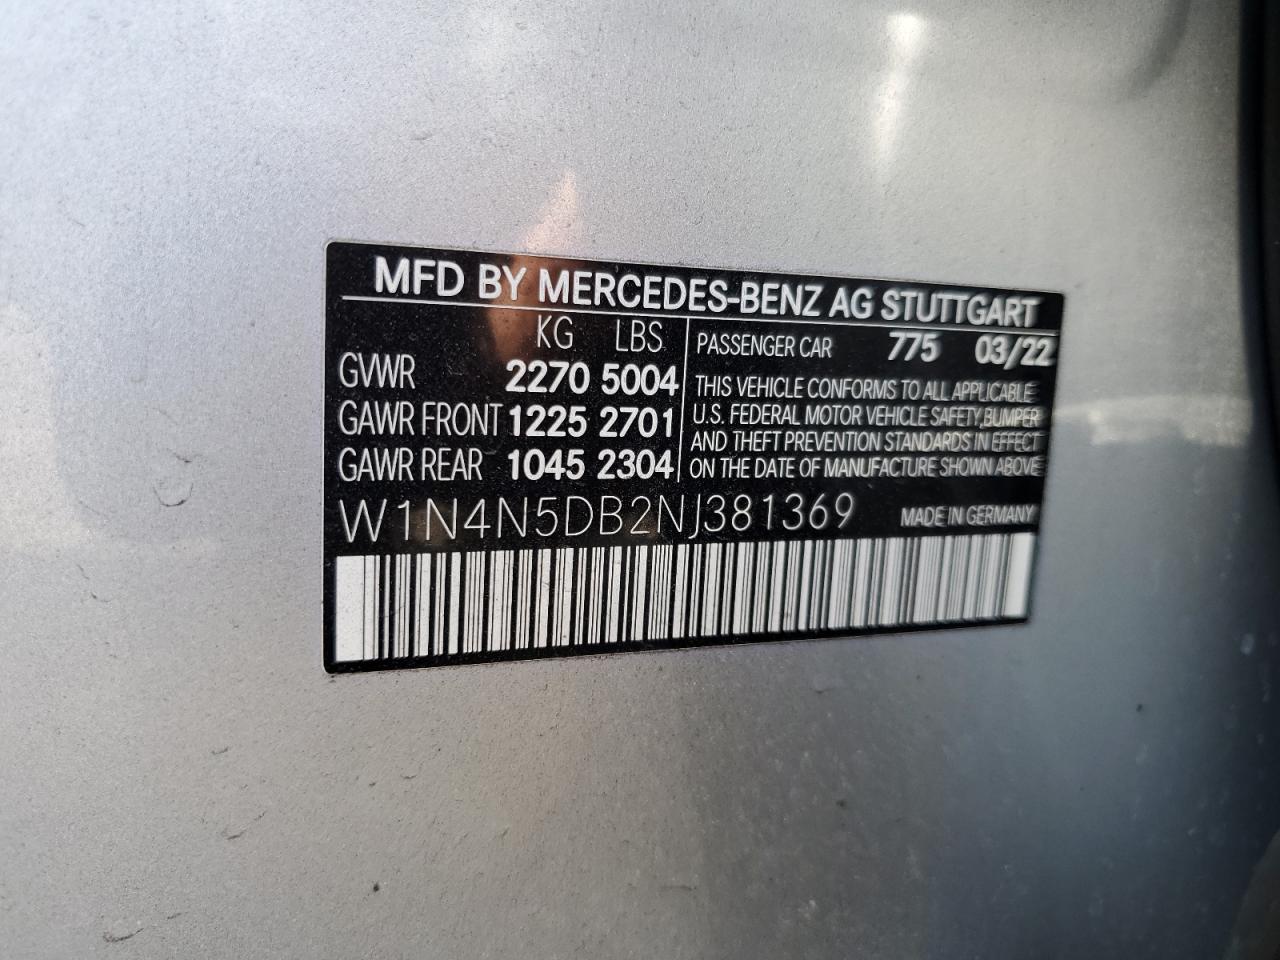 MFD BY MERCEDES-BENZ AG STUTTGART
KG LBS
GVWR 2270 5004
GAWR FRONT 1225 2701
GAWR REAR 1045 2304
PASSENGER CAR 775 03/22
THIS VEHICLE CONFORMS TO ALL APPLICABLE
U.S. FEDERAL MOTOR VEHICLE SAFETY,BUMPER
AND THEFT PREVENTION STANDARDS IN EFFECT
ON THE DATE OF MANUFACTURE SHOWN ABOVE
W1N4N5DB2NJ381369 MADE IN GERMANY